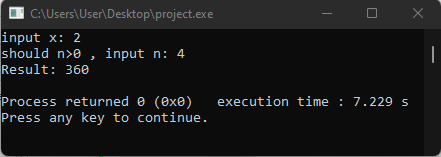 C:\Users\User\Desktop\project.exe
input x: 2
should n>0 , input n: 4
Result: 360
Process returned 0 (0x0)   execution time : 7.229 s
Press any key to continue.